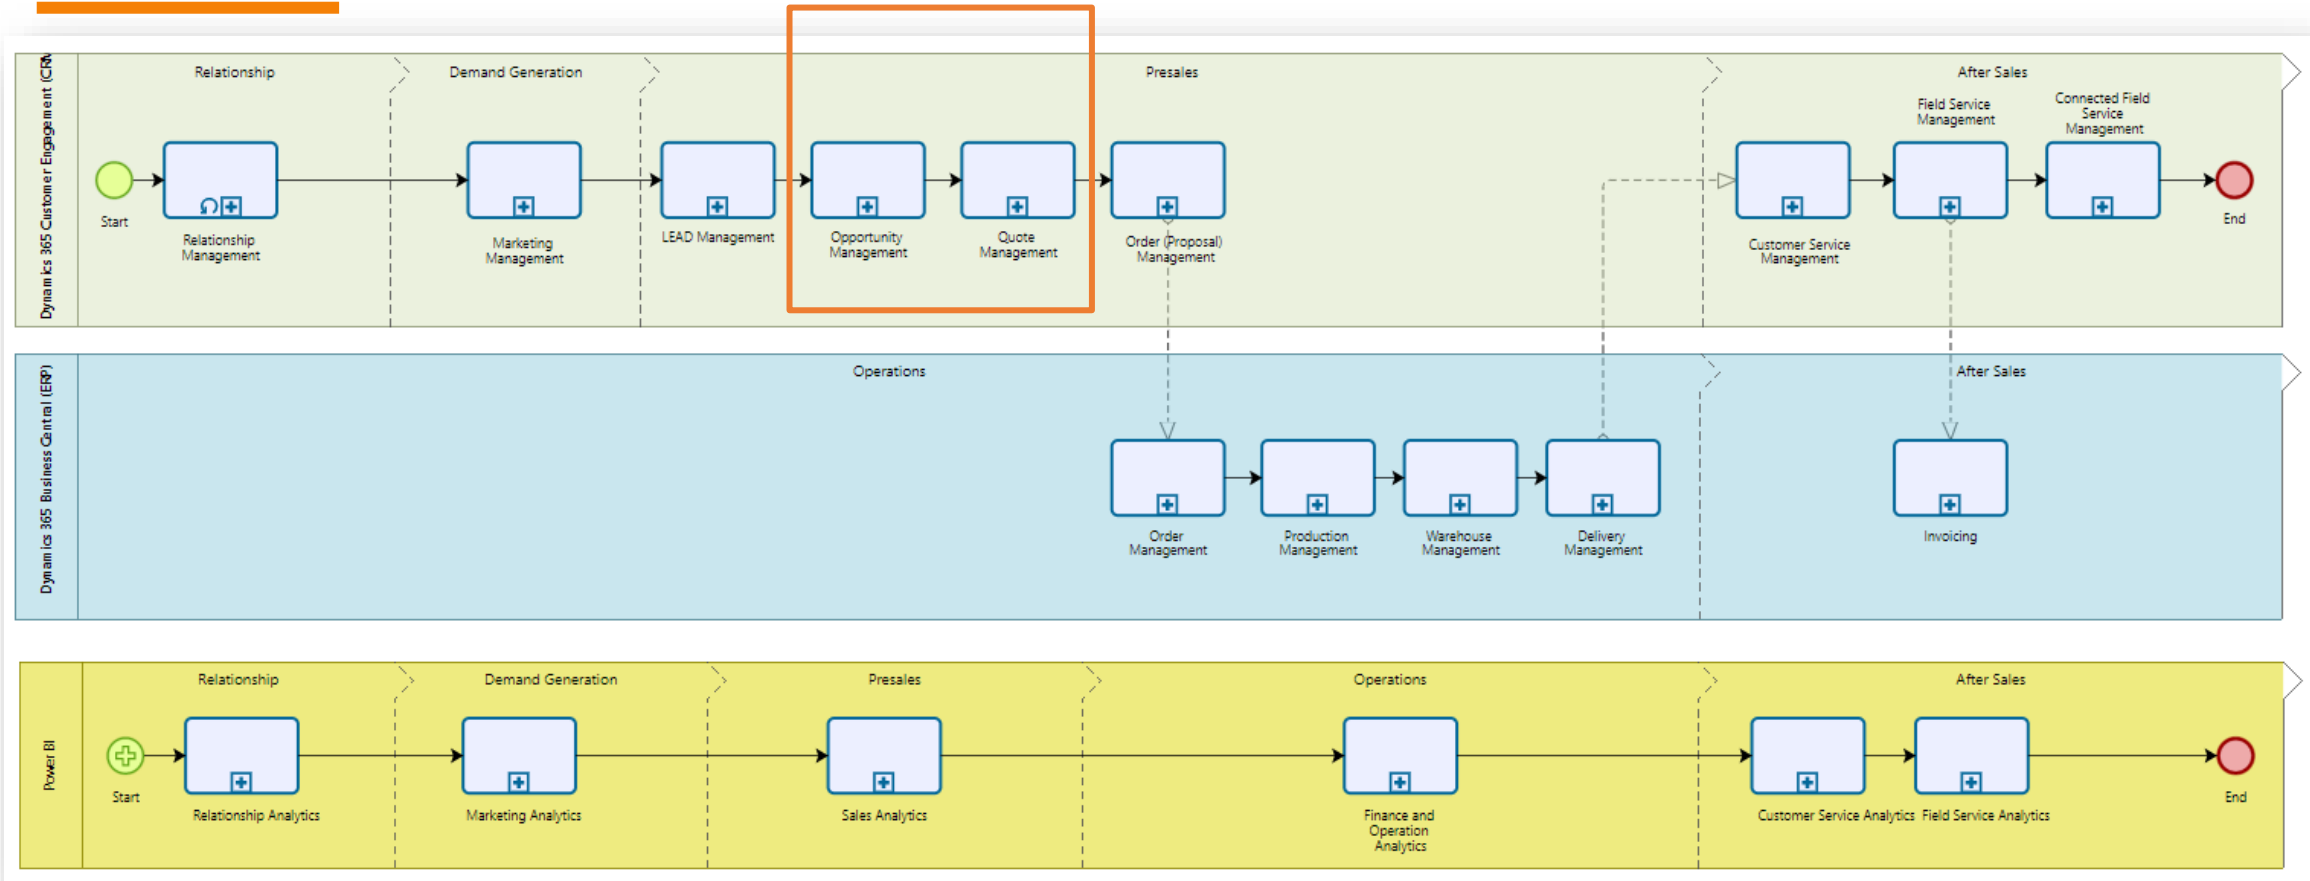 Dynamics 365 Customer Engagement (CRM
Relationship
Demand Generation
Presales
After Sales
Start
Relationship
Management
Marketing
Management
LEAD Management
Opportunity
Management
Quote
Management
Order (Proposal)
Management
Customer Service
Management
Field Service
Management
Connected Field
Service
Management
End
Dynamics 365 Business Central (ERP)
Operations
After Sales
Order
Management
Production
Management
Warehouse
Management
Delivery
Management
Invoicing
Power BI
Relationship
Demand Generation
Presales
Operations
After Sales
Start
Relationship Analytics
Marketing Analytics
Sales Analytics
Finance and
Operation
Analytics
Customer Service Analytics
Field Service Analytics
End